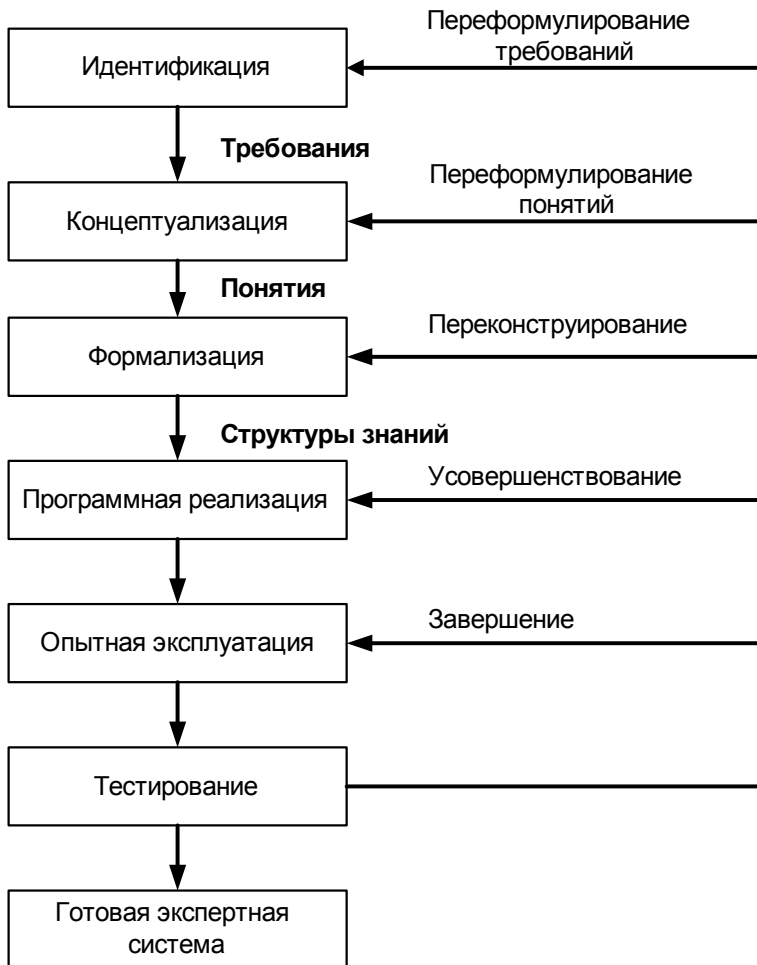 Переформулирование
требований
Идентификация
Требования
Переформулирование
понятий
Концептуализация
Понятия
Переконструирование
Формализация
Структуры знаний
Усовершенствование
Программная реализация
Завершение
Опытная эксплуатация
Тестирование
Готовая экспертная
система